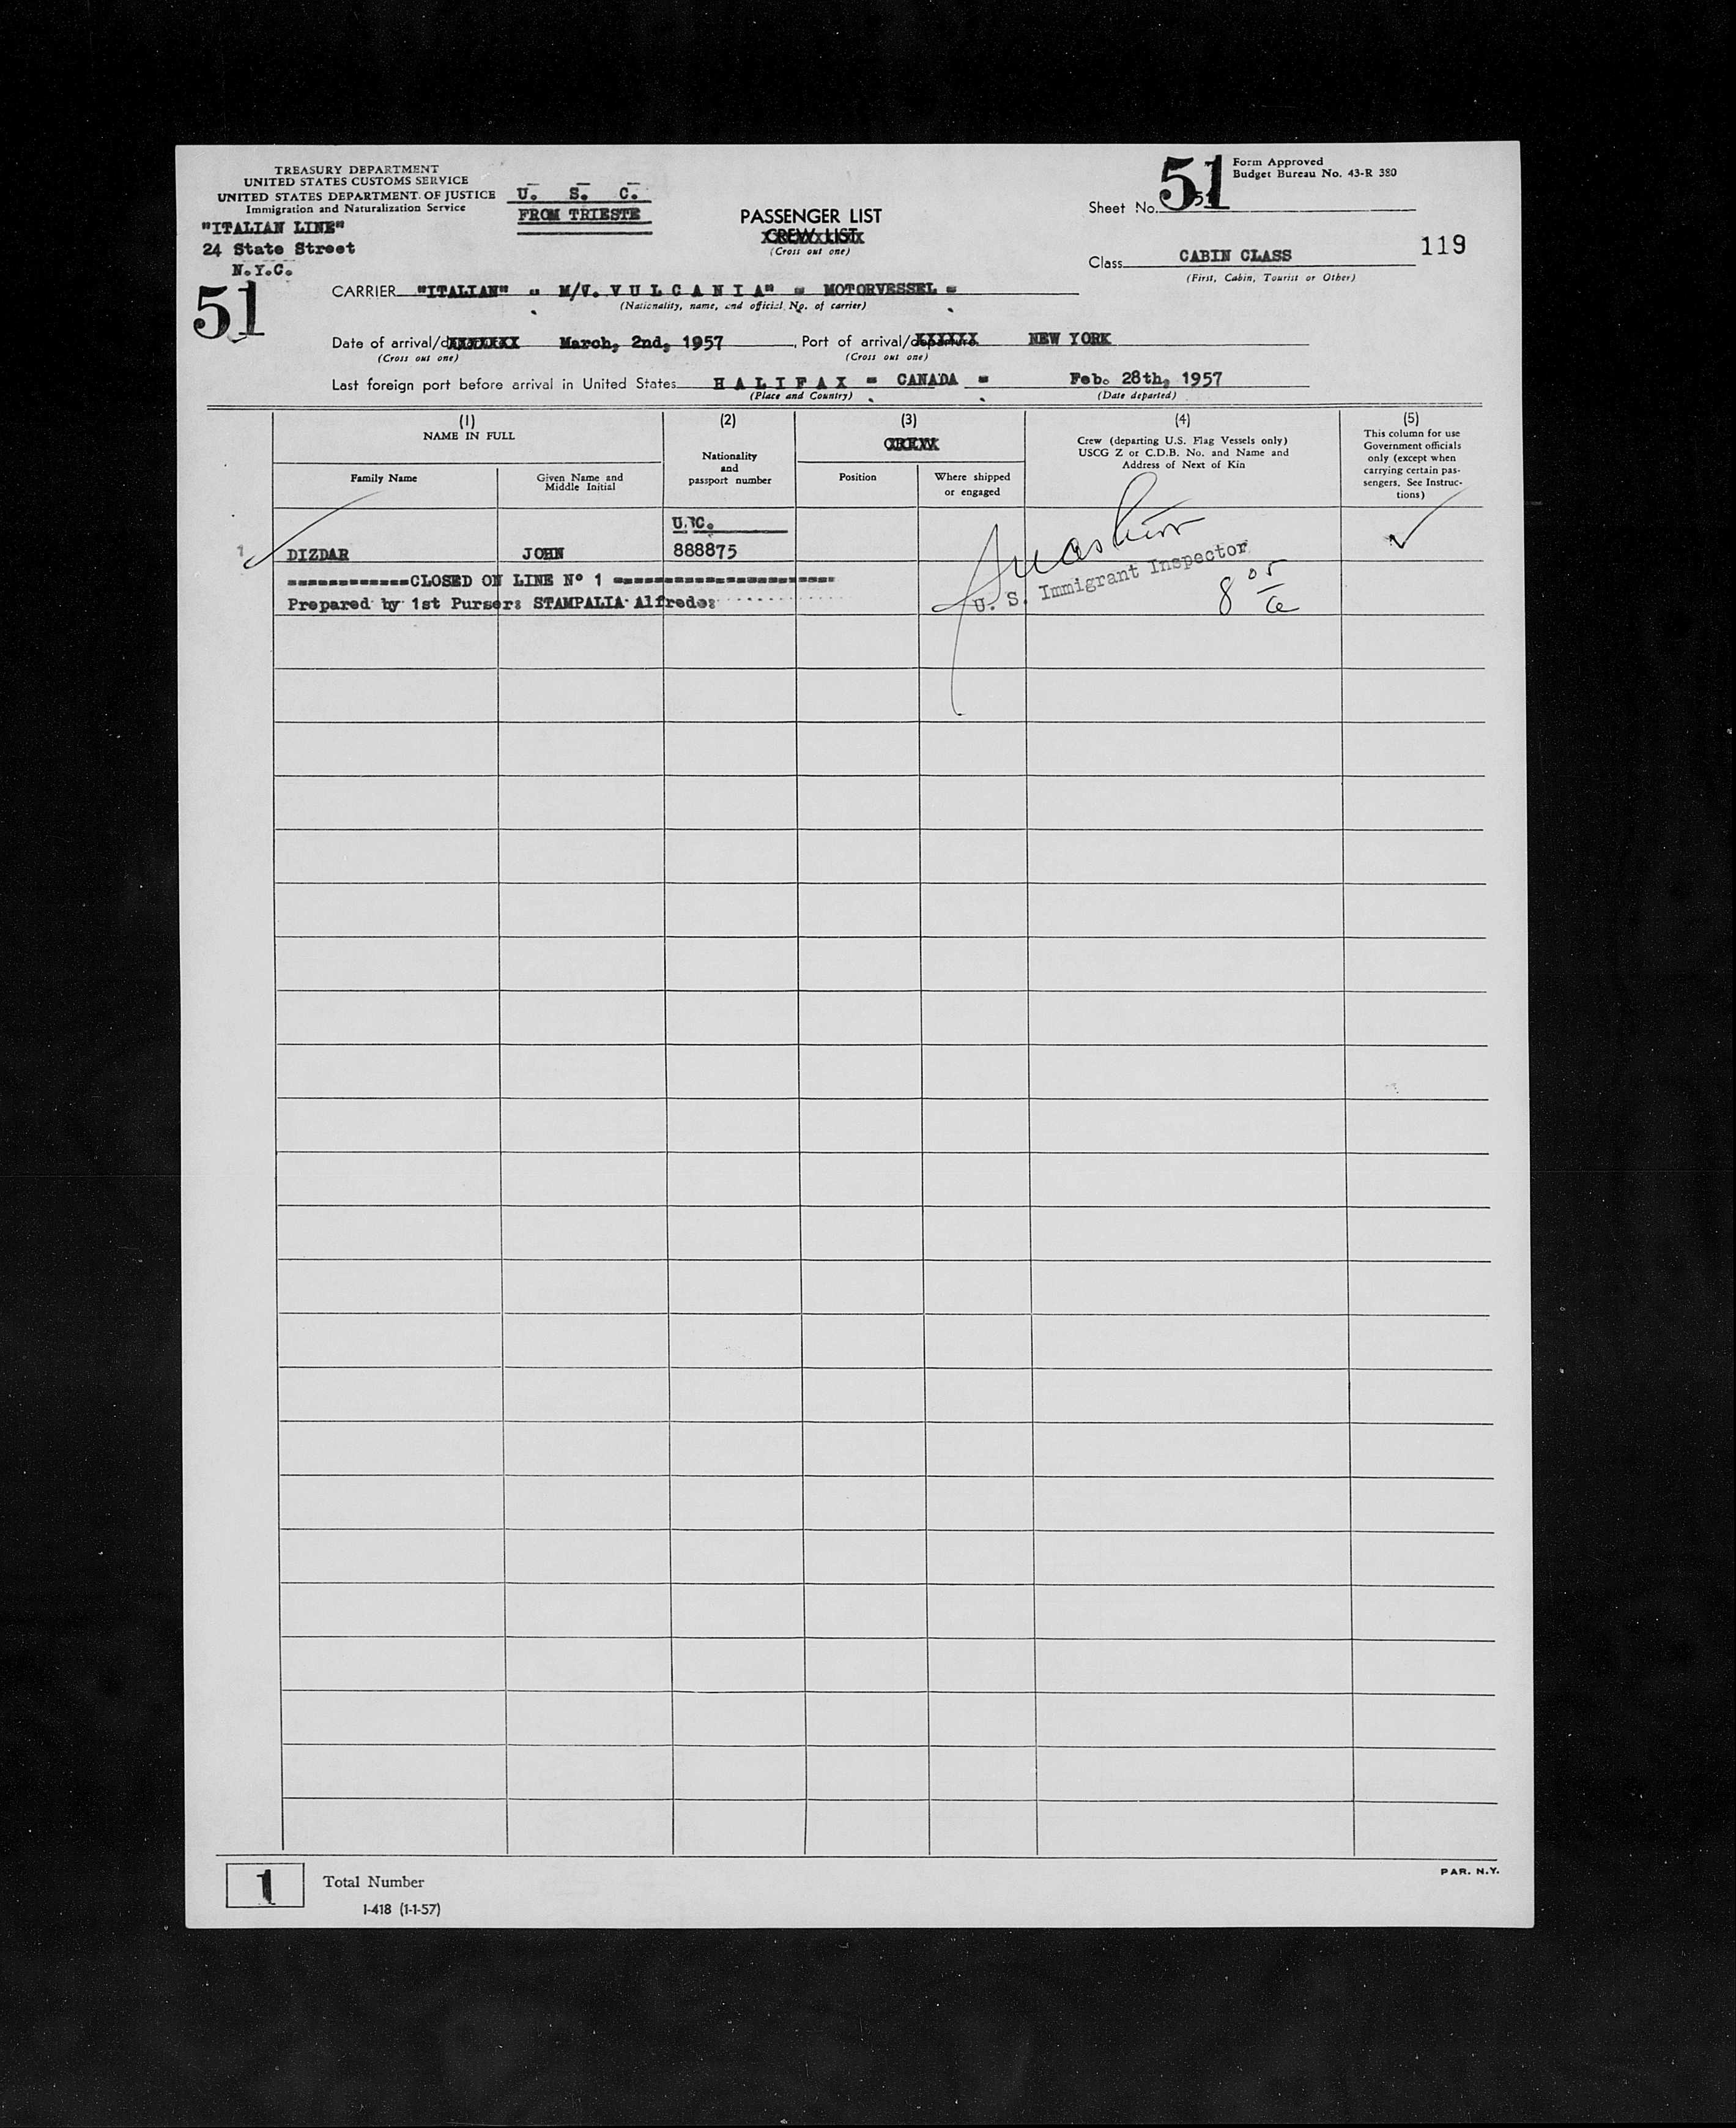 TREASURY DEPARTMENT
UNITED STATES CUSTOMS SERVICE
UNITED STATES DEPARTMENT OF JUSTICE
Immigration and Naturalization Service
"ITALIAN LINE"
24 State Street
N.Y.C.
51
U. S. C.
FROM TRIESTE
PASSENGER LIST
CREW LIST
(Cross out one)
51
Form Approved
Budget Bureau No. 43-R 380
Sheet No.
Class CABIN CLASS
(First, Cabin, Tourist or Other)
119
CARRIER "ITALIAN" = M/V. V U L C A N I A" = MOTORVESSEL =
(Nationality, name, and official No. of carrier)
Date of arrival/dXXXXXXX March, 2nd, 1957, Port of arrival/departure NEW YORK
(Cross out one) (Cross out one)
Last foreign port before arrival in United States H A L I F A X = CANADA = Feb. 28th, 1957
(Place and Country) (Date departed)
(1)
NAME IN FULL
Family Name
Given Name and
Middle Initial
(2)
Nationality
and
passport number
(3)
Position
Where shipped
or engaged
(4)
Crew (departing U.S. Flag Vessels only)
USCG Z or C.D.B. No. and Name and
Address of Next of Kin
(5)
This column for use
Government officials
only (except when
carrying certain pas-
sengers. See Instruc-
tions)
1 DIZDAR JOHN 888875
============CLOSED ON LINE Nº 1 ======================
Prepared by 1st Purser: STAMPALIA Alfredo:
U. S. Immigrant Inspector
8 05
1
Total Number
I-418 (1-1-57)
PAR. N.Y.